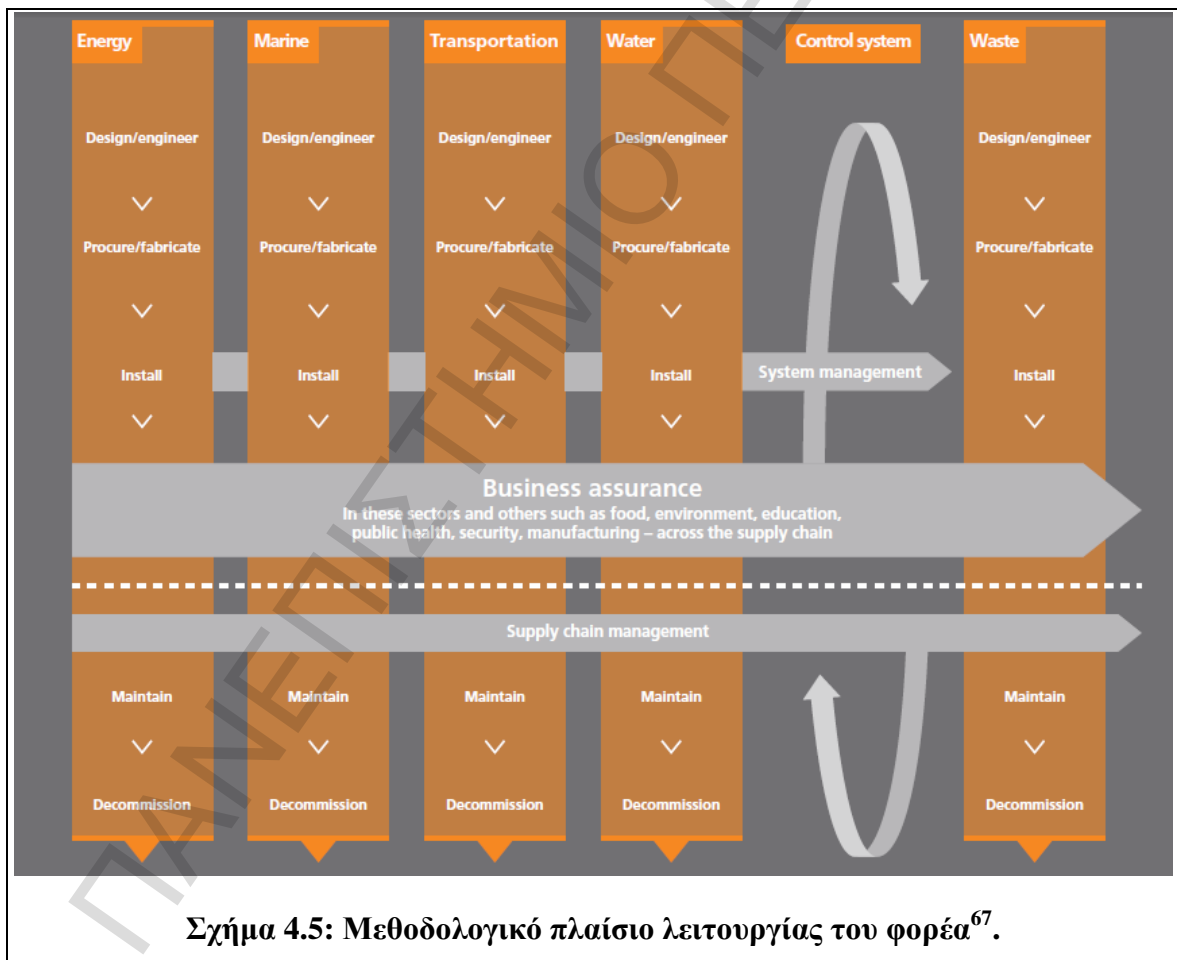 Energy
Marine
Transportation
Water
Control system
Waste
Design/engineer
Design/engineer
Design/engineer
Design/engineer
Design/engineer
Procure/fabricate
Procure/fabricate
Procure/fabricate
Procure/fabricate
Procure/fabricate
Install
Install
Install
Install
System management
Install
Business assurance
In these sectors and others such as food, environment, education,
public health, security, manufacturing – across the supply chain
Supply chain management
Maintain
Maintain
Maintain
Maintain
Maintain
Decommission
Decommission
Decommission
Decommission
Decommission
ΠΑΝΕΠΙΣΤΗΜΙΟ ΠΕ
Σχήμα 4.5: Μεθοδολογικό πλαίσιο λειτουργίας του φορέα67.